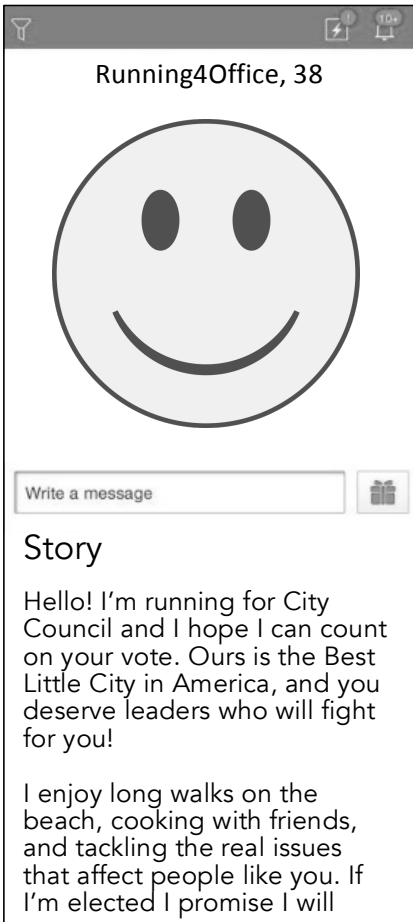 !
10+
Running4Office, 38
Write a message
Story
Hello! I’m running for City
Council and I hope I can count
on your vote. Ours is the Best
Little City in America, and you
deserve leaders who will fight
for you!
I enjoy long walks on the
beach, cooking with friends,
and tackling the real issues
that affect people like you. If
I’m elected I promise I will